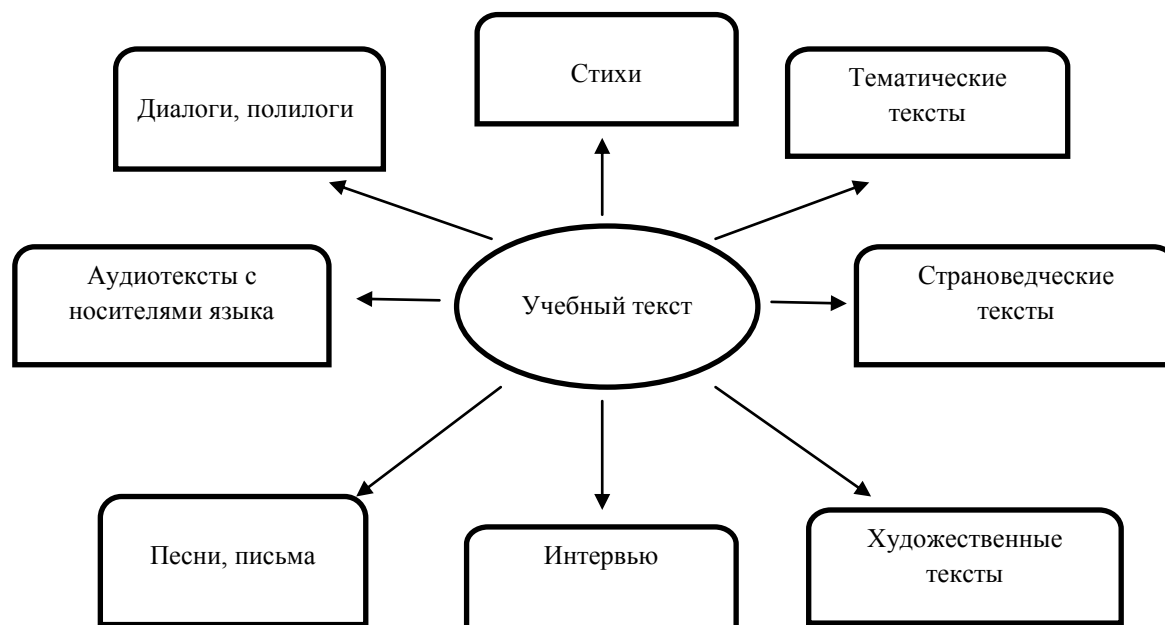 Стихи
Диалоги, полилоги
Тематические
тексты
Аудиотексты с
носителями языка
Учебный текст
Страноведческие
тексты
Песни, письма
Интервью
Художественные
тексты